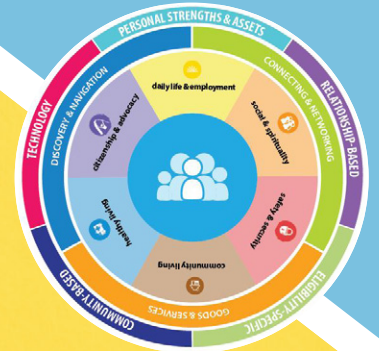 PERSONAL STRENGTHS & ASSETS
RELATIONSHIP-BASED
ELIGIBILITY-SPECIFIC
COMMUNITY-BASED
TECHNOLOGY
DISCOVERY & NAVIGATION
CONNECTING & NETWORKING
GOODS & SERVICES
daily life & employment
social & spirituality
safety & security
community living
healthy living
citizenship & advocacy